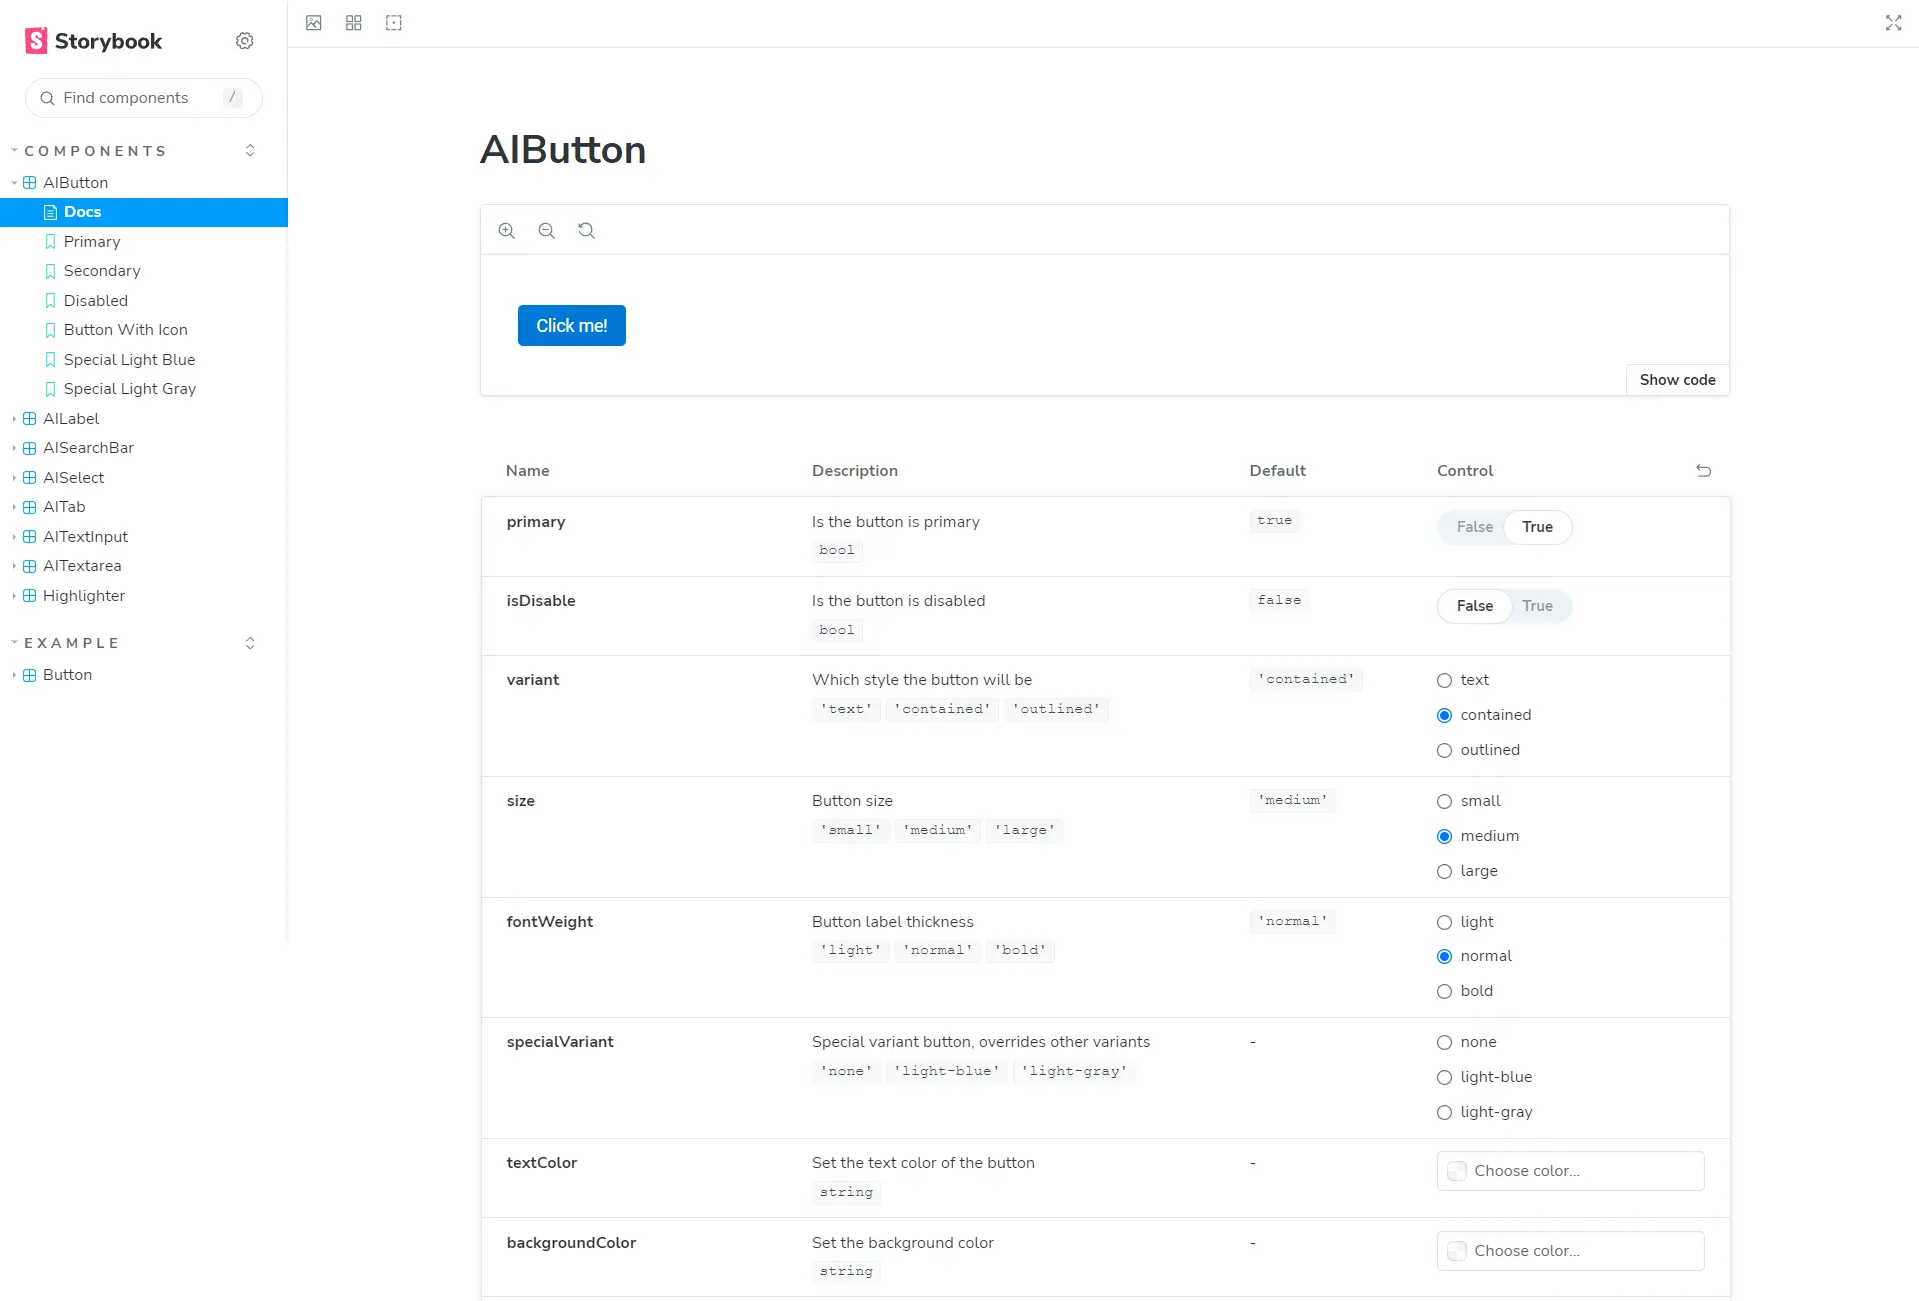 Storybook
Find components /
COMPONENTS
AIButton
Docs
Primary
Secondary
Disabled
Button With Icon
Special Light Blue
Special Light Gray
AILabel
AISearchBar
AISelect
AITab
AITextInput
AITextarea
Highlighter
EXAMPLE
Button
AIButton
Click me!
Show code
Name Description Default Control
primary Is the button is primary true False True
bool
isDisable Is the button is disabled false False True
bool
variant Which style the button will be 'contained' text
'text' 'contained' 'outlined' contained
outlined
size Button size 'medium' small
'small' 'medium' 'large' medium
large
fontWeight Button label thickness 'normal' light
'light' 'normal' 'bold' normal
bold
specialVariant Special variant button, overrides other variants - none
'none' 'light-blue' 'light-gray' light-blue
light-gray
textColor Set the text color of the button - Choose color...
string
backgroundColor Set the background color - Choose color...
string